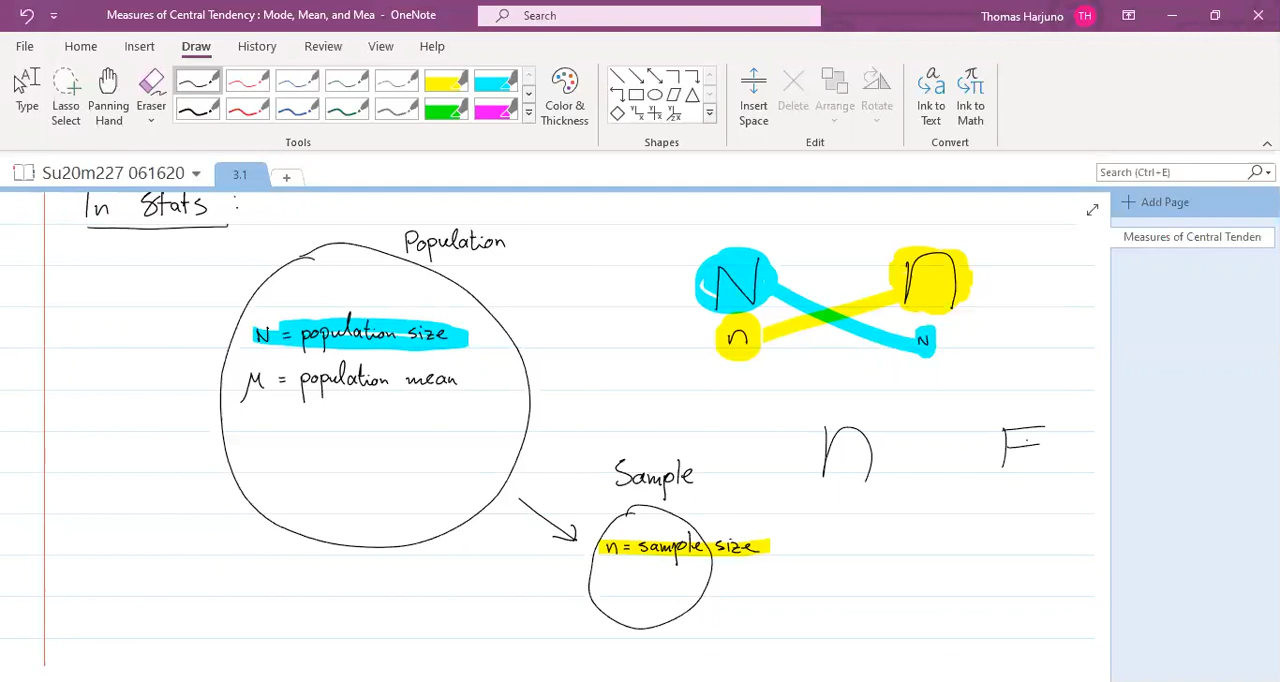 Measures of Central Tendency : Mode, Mean, and Mea - OneNote
Search
Thomas Harjuno TH
File Home Insert Draw History Review View Help
Type
Lasso Select
Panning Hand
Eraser
Color & Thickness
Insert Space
Delete
Arrange
Rotate
Ink to Text
Ink to Math
Tools
Shapes
Edit
Convert
Su20m227 061620
3.1
Search (Ctrl+E)
Add Page
Measures of Central Tenden
In Stats :
Population
N = population size
μ = population mean
N n
n N
n F
Sample
n = sample size